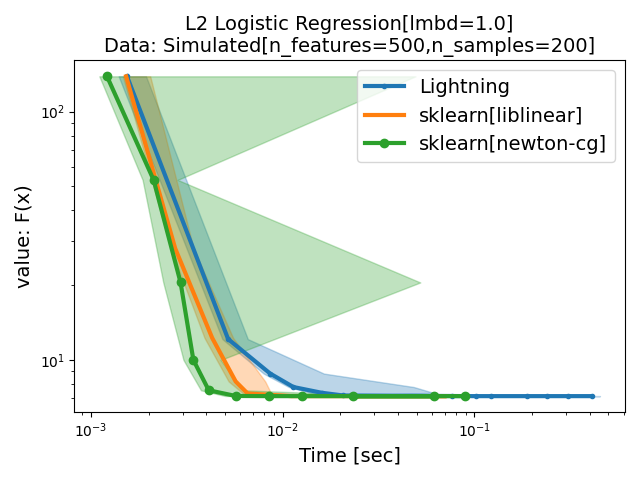 L2 Logistic Regression[lmbd=1.0]
Data: Simulated[n_features=500,n_samples=200]
Lightning
sklearn[liblinear]
sklearn[newton-cg]
value: F(x)
10²
10¹
10⁻³
10⁻²
10⁻¹
Time [sec]